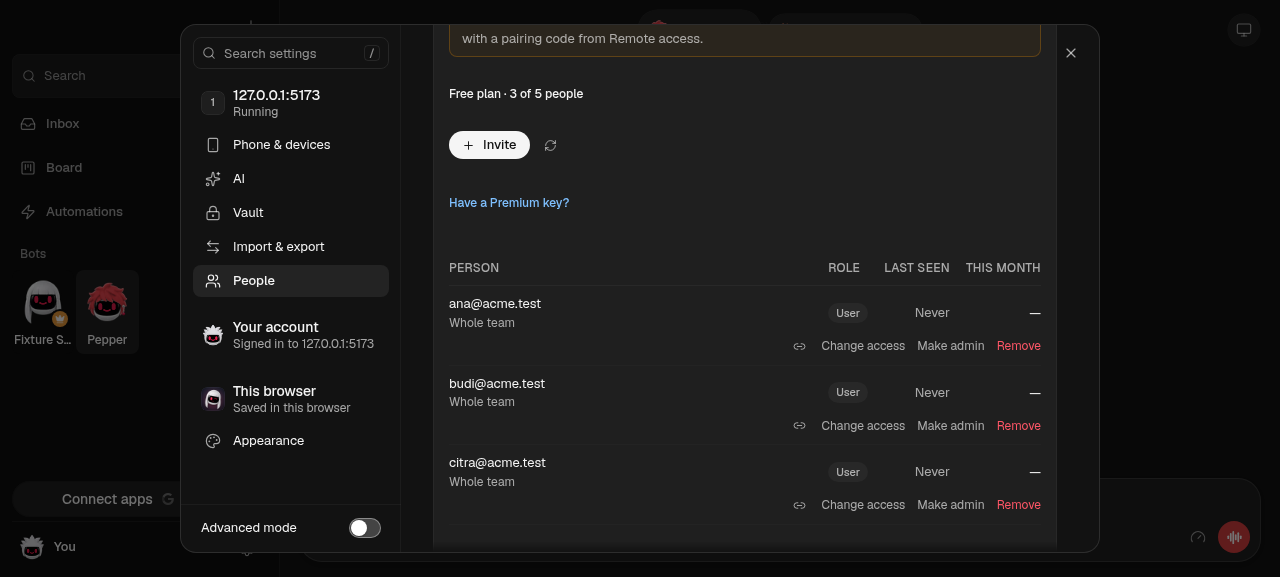 Search
Inbox
Board
Automations
Bots
Fixture S...
Pepper
Connect apps
You
Search settings
/
1
127.0.0.1:5173
Running
Phone & devices
AI
Vault
Import & export
People
Your account
Signed in to 127.0.0.1:5173
This browser
Saved in this browser
Appearance
Advanced mode
with a pairing code from Remote access.
Free plan · 3 of 5 people
Invite
Have a Premium key?
PERSON ROLE LAST SEEN THIS MONTH
ana@acme.test User Never —
Whole team
Change access Make admin Remove
budi@acme.test User Never —
Whole team
Change access Make admin Remove
citra@acme.test User Never —
Whole team
Change access Make admin Remove